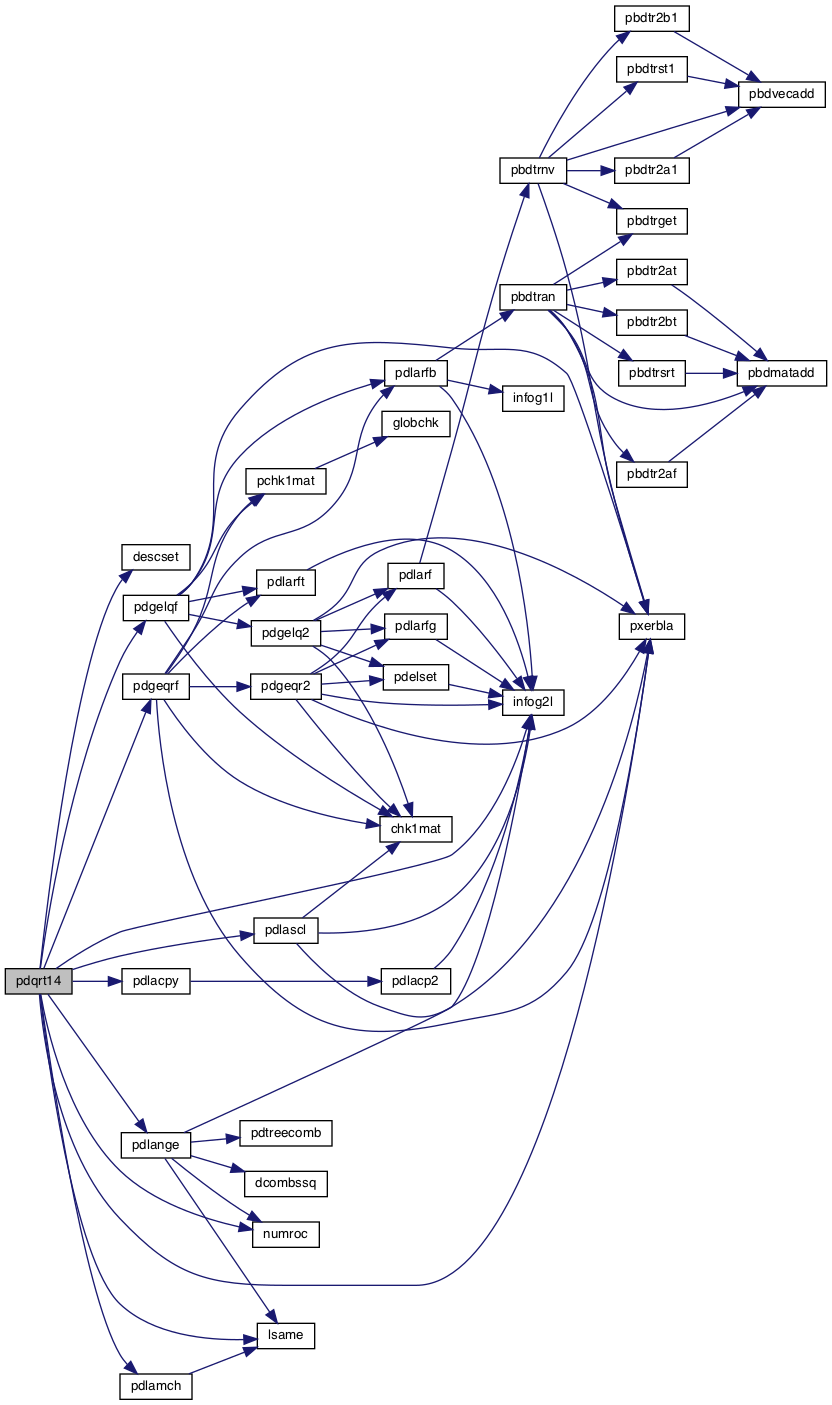 pbdtr2b1
pbdtrst1
pbdvecadd
pbdtrnv
pbdtr2a1
pbdtrget
pbdtr2at
pbdtran
pbdtr2bt
pbdtrsrt
pbdmatadd
pdlarfb
infog1l
globchk
pchk1mat
pbdtr2af
descset
pdlarft
pdlarf
pdgelqf
pdgelq2
pdlarfg
pxerbla
pdgeqrf
pdgeqr2
pdelset
infog2l
chk1mat
pdlascl
pdqrt14
pdlacpy
pdlacp2
pdlange
pdtreecomb
dcombssq
numroc
lsame
pdlamch